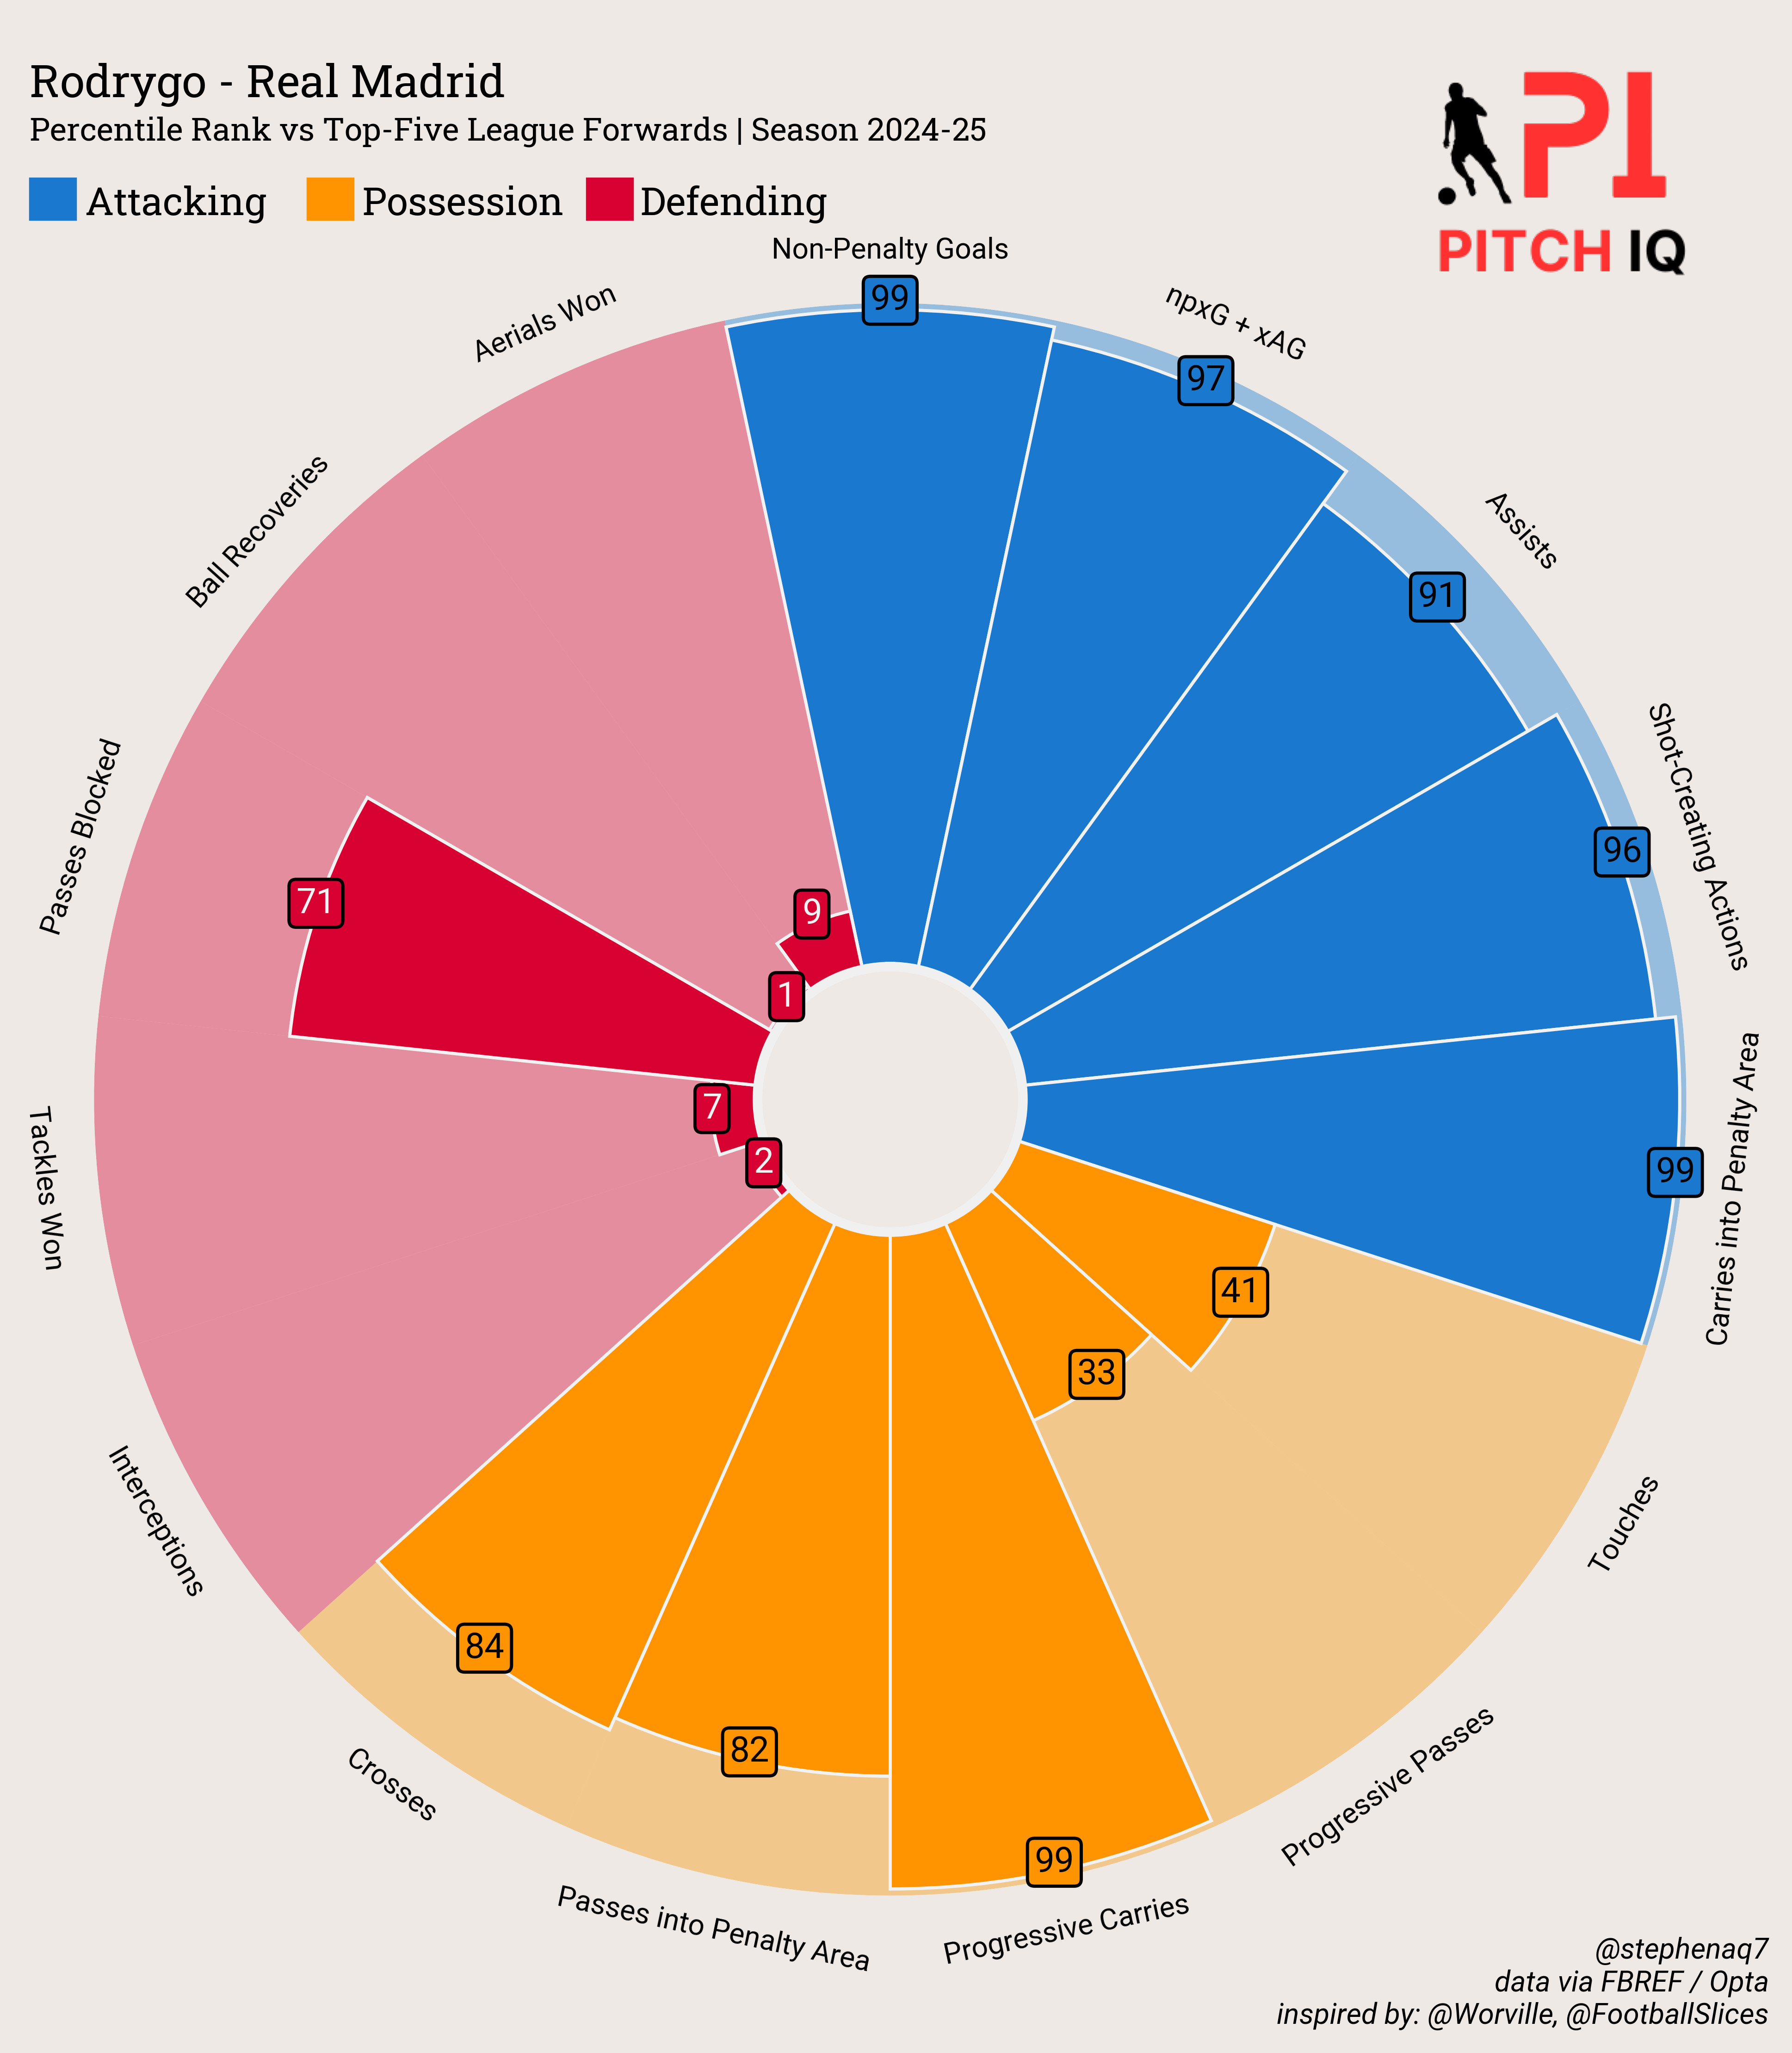 Rodrygo - Real Madrid
Percentile Rank vs Top-Five League Forwards | Season 2024-25
Attacking Possession Defending
PI
PITCH IQ
Non-Penalty Goals
99
npxG + xAG
97
Assists
91
Shot-Creating Actions
96
Carries into Penalty Area
99
Touches
41
Progressive Passes
33
Progressive Carries
99
Passes into Penalty Area
82
Crosses
84
Interceptions
2
Tackles Won
7
Passes Blocked
71
Ball Recoveries
1
Aerials Won
9
@stephenaq7
data via FBREF / Opta
inspired by: @Worville, @FootballSlices